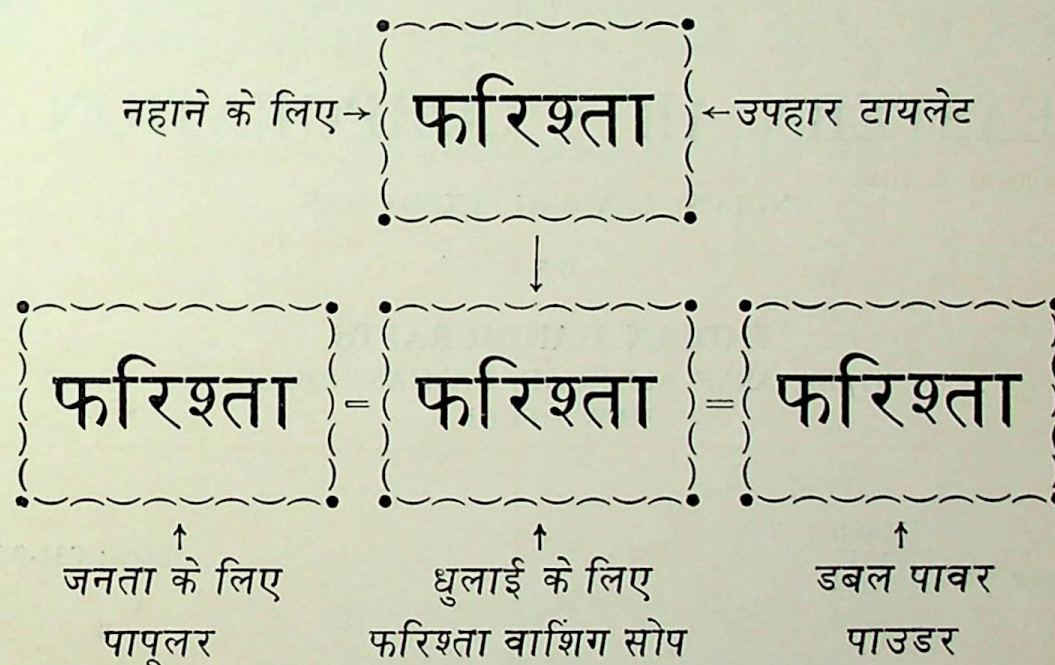 नहाने के लिए→ फरिश्ता ←उपहार टायलेट
फरिश्ता = फरिश्ता = फरिश्ता
जनता के लिए धुलाई के लिए डबल पावर
पापूलर फरिश्ता वाशिंग सोप पाउडर